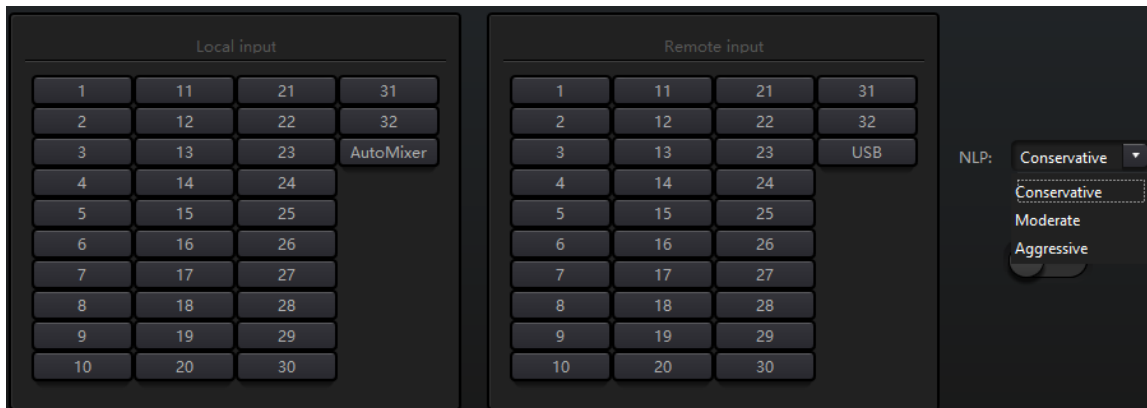 Local input
1 11 21 31
2 12 22 32
3 13 23 AutoMixer
4 14 24
5 15 25
6 16 26
7 17 27
8 18 28
9 19 29
10 20 30
Remote input
1 11 21 31
2 12 22 32
3 13 23 USB
4 14 24
5 15 25
6 16 26
7 17 27
8 18 28
9 19 29
10 20 30
NLP: Conservative
Conservative
Moderate
Aggressive